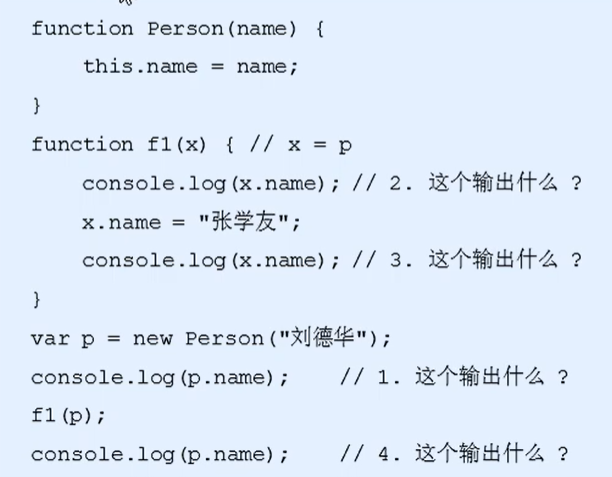 function Person(name) {
    this.name = name;
}
function f1(x) { // x = p
    console.log(x.name); // 2. 这个输出什么 ?
    x.name = "张学友";
    console.log(x.name); // 3. 这个输出什么 ?
}
var p = new Person("刘德华");
console.log(p.name);    // 1. 这个输出什么 ?
f1(p);
console.log(p.name);    // 4. 这个输出什么 ?